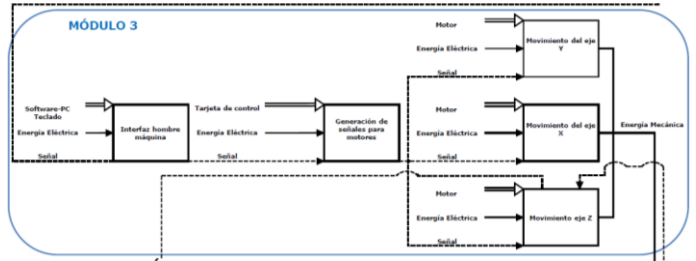 MÓDULO 3
Motor
Energía Eléctrica
Señal
Movimiento del eje
Y
Software-PC
Teclado
Energía Eléctrica
Señal
Interfaz hombre
máquina
Tarjeta de control
Energía Eléctrica
Señal
Generación de
señales para
motores
Motor
Energía Eléctrica
Señal
Movimiento del eje
X
Energía Mecánica
Motor
Energía Eléctrica
Señal
Movimiento eje Z